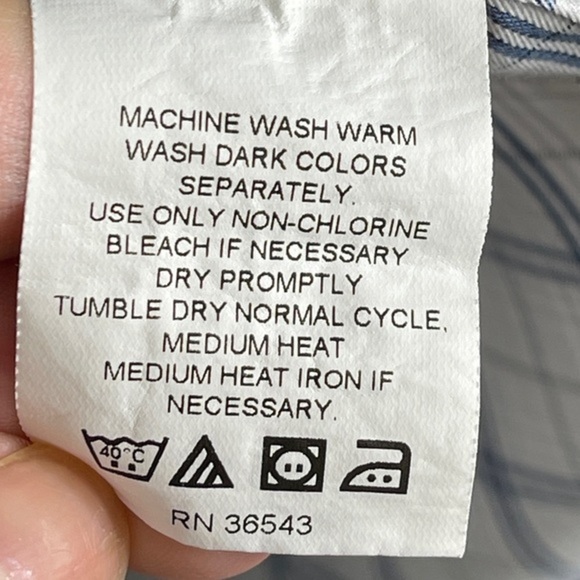 MACHINE WASH WARM
WASH DARK COLORS
SEPARATELY.
USE ONLY NON-CHLORINE
BLEACH IF NECESSARY
DRY PROMPTLY
TUMBLE DRY NORMAL CYCLE,
MEDIUM HEAT
MEDIUM HEAT IRON IF
NECESSARY.
40°C
RN 36543